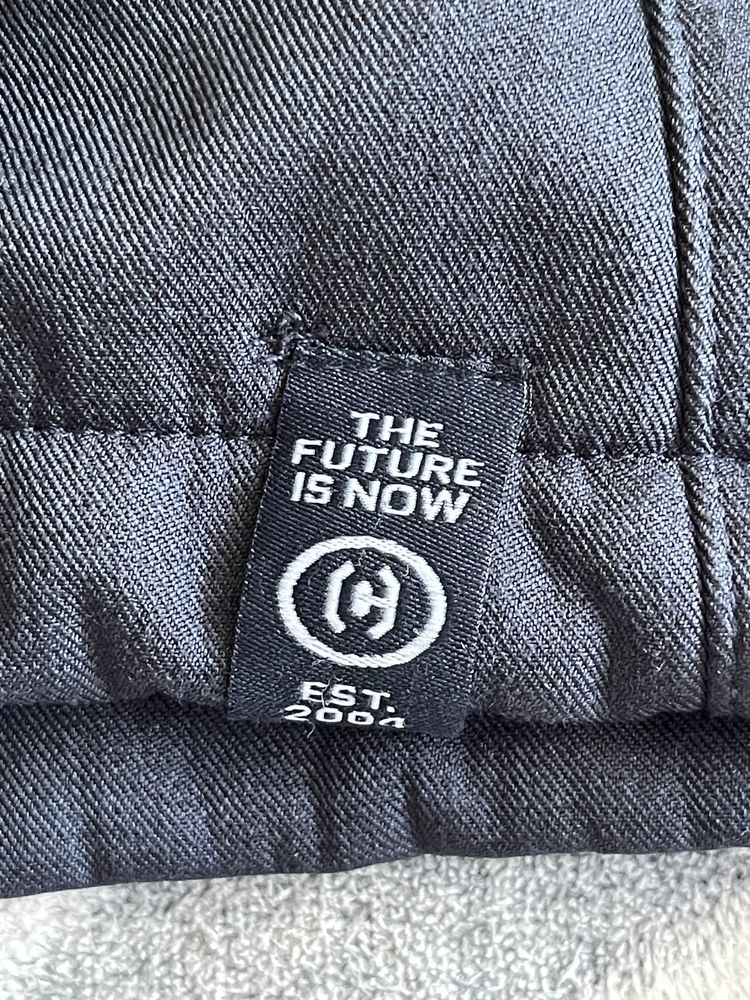 THE
FUTURE
IS NOW
(H)
EST.
2004